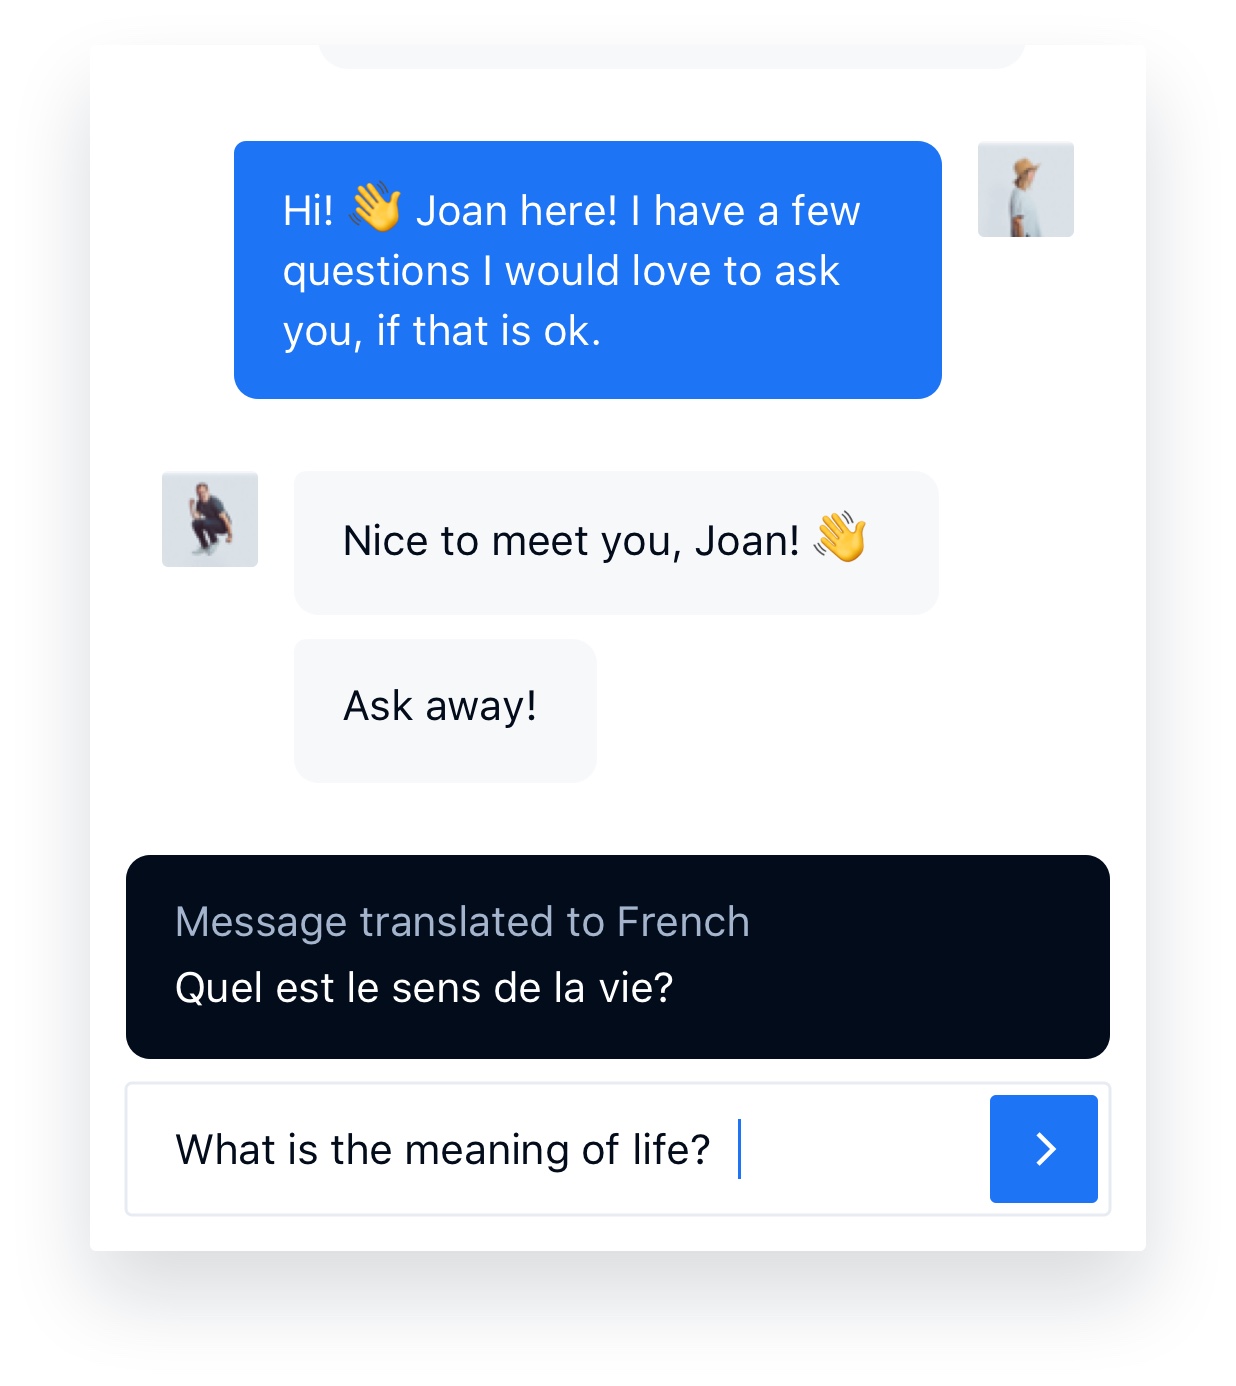 Hi! 👋 Joan here! I have a few
questions I would love to ask
you, if that is ok.
Nice to meet you, Joan! 👋
Ask away!
Message translated to French
Quel est le sens de la vie?
What is the meaning of life?